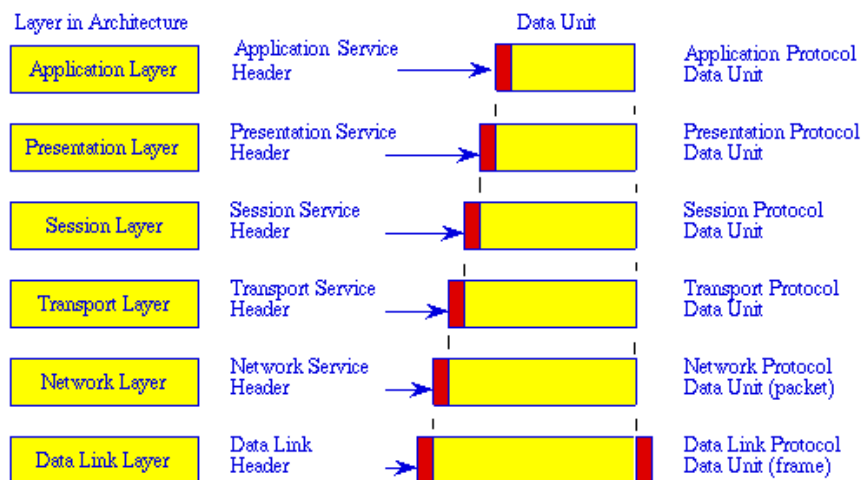 Layer in Architecture
Data Unit
Application Layer
Application Service
Header
Application Protocol
Data Unit
Presentation Layer
Presentation Service
Header
Presentation Protocol
Data Unit
Session Layer
Session Service
Header
Session Protocol
Data Unit
Transport Layer
Transport Service
Header
Transport Protocol
Data Unit
Network Layer
Network Service
Header
Network Protocol
Data Unit (packet)
Data Link Layer
Data Link
Header
Data Link Protocol
Data Unit (frame)